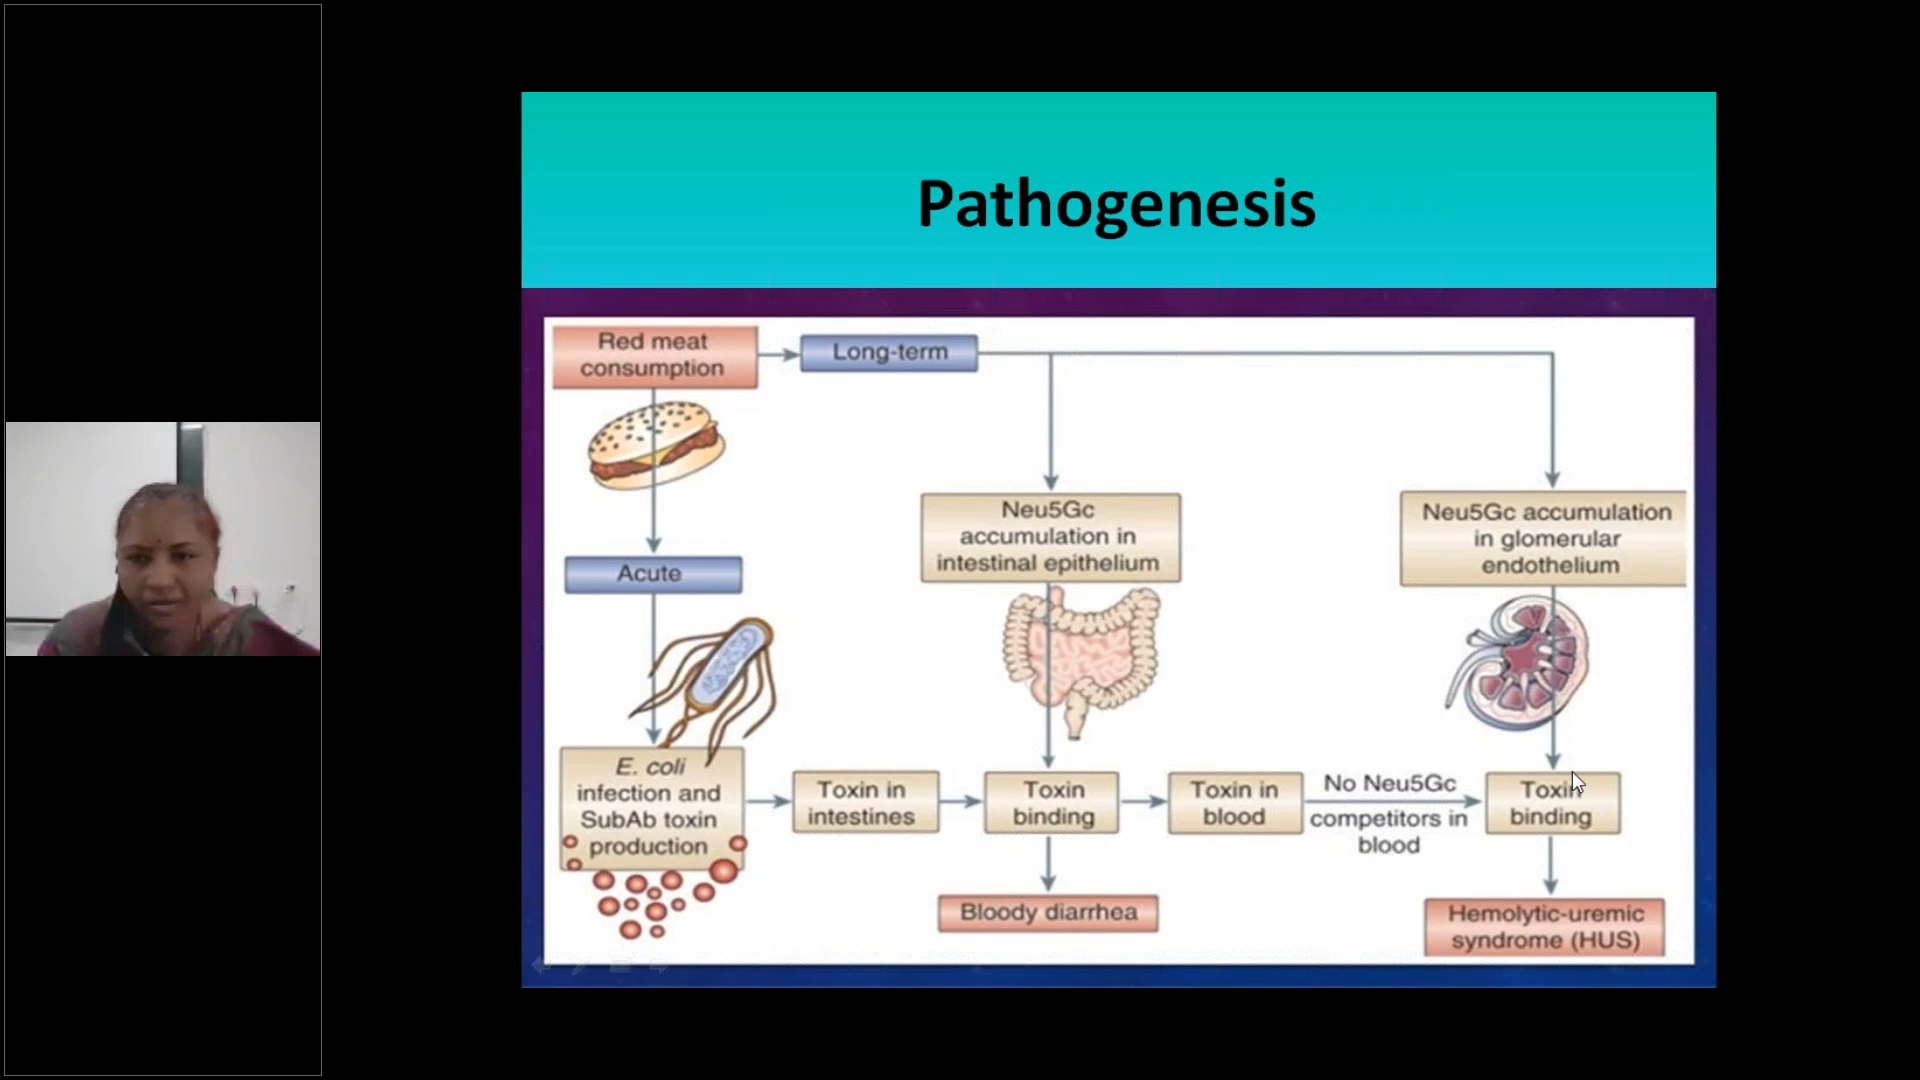 Pathogenesis
Red meat
consumption
Long-term
Acute
Neu5Gc
accumulation in
intestinal epithelium
Neu5Gc accumulation
in glomerular
endothelium
E. coli
infection and
SubAb toxin
production
Toxin in
intestines
Toxin
binding
Toxin in
blood
No Neu5Gc
competitors in
blood
Toxin
binding
Bloody diarrhea
Hemolytic-uremic
syndrome (HUS)